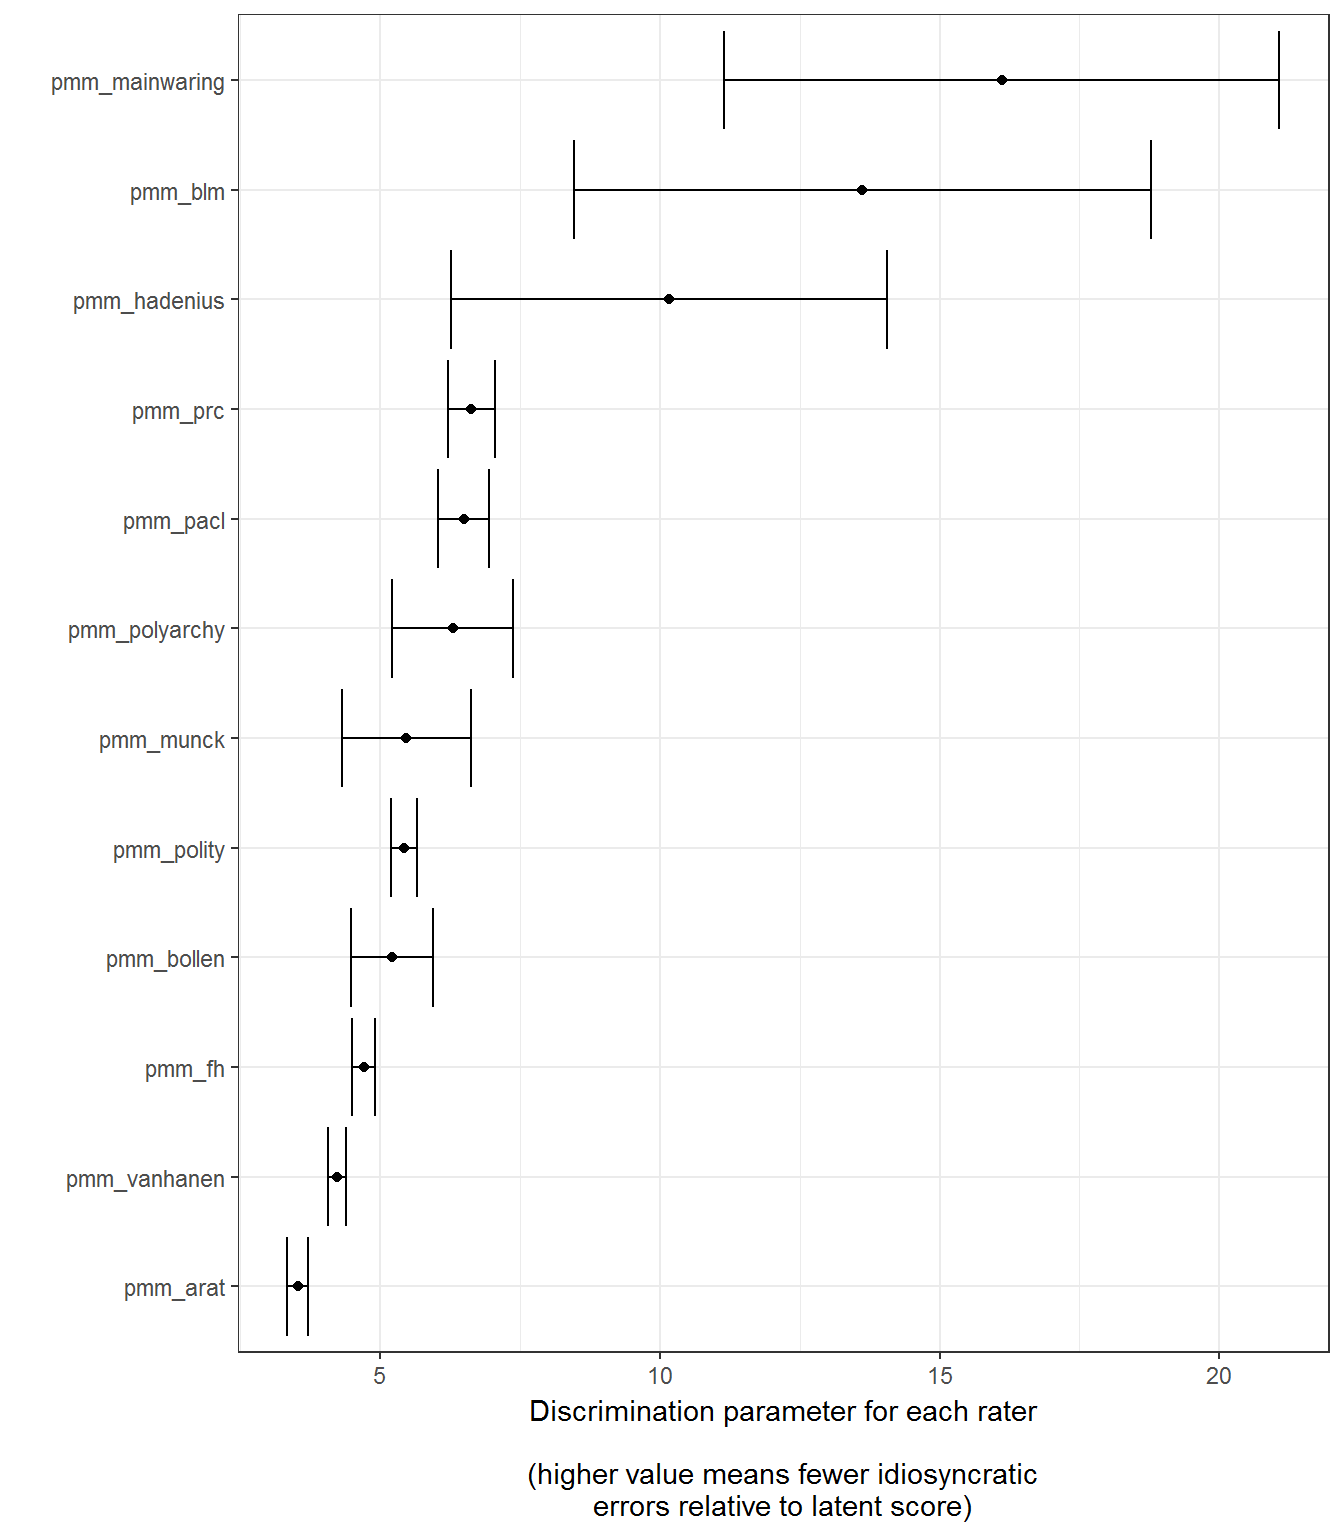 pmm_mainwaring
pmm_blm
pmm_hadenius
pmm_prc
pmm_pacl
pmm_polyarchy
pmm_munck
pmm_polity
pmm_bollen
pmm_fh
pmm_vanhanen
pmm_arat
5 10 15 20
Discrimination parameter for each rater
(higher value means fewer idiosyncratic
errors relative to latent score)